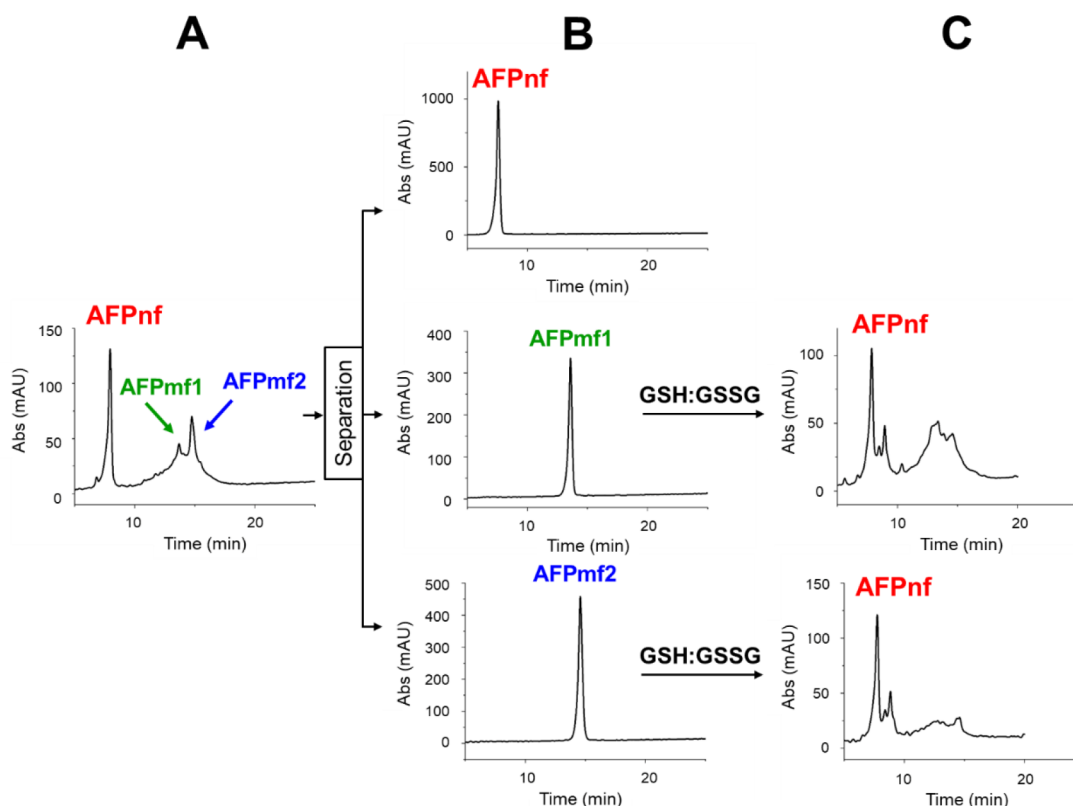 A
B
C
AFPnf
1000
500
0
Abs (mAU)
10
20
Time (min)
AFPnf
AFPmf1
AFPmf2
150
100
50
0
Abs (mAU)
10
20
Time (min)
Separation
AFPmf1
400
300
200
100
0
Abs (mAU)
10
20
Time (min)
GSH:GSSG
AFPnf
100
50
0
Abs (mAU)
10
20
Time (min)
AFPmf2
500
400
300
200
100
0
Abs (mAU)
10
20
Time (min)
GSH:GSSG
AFPnf
150
100
50
0
Abs (mAU)
10
20
Time (min)